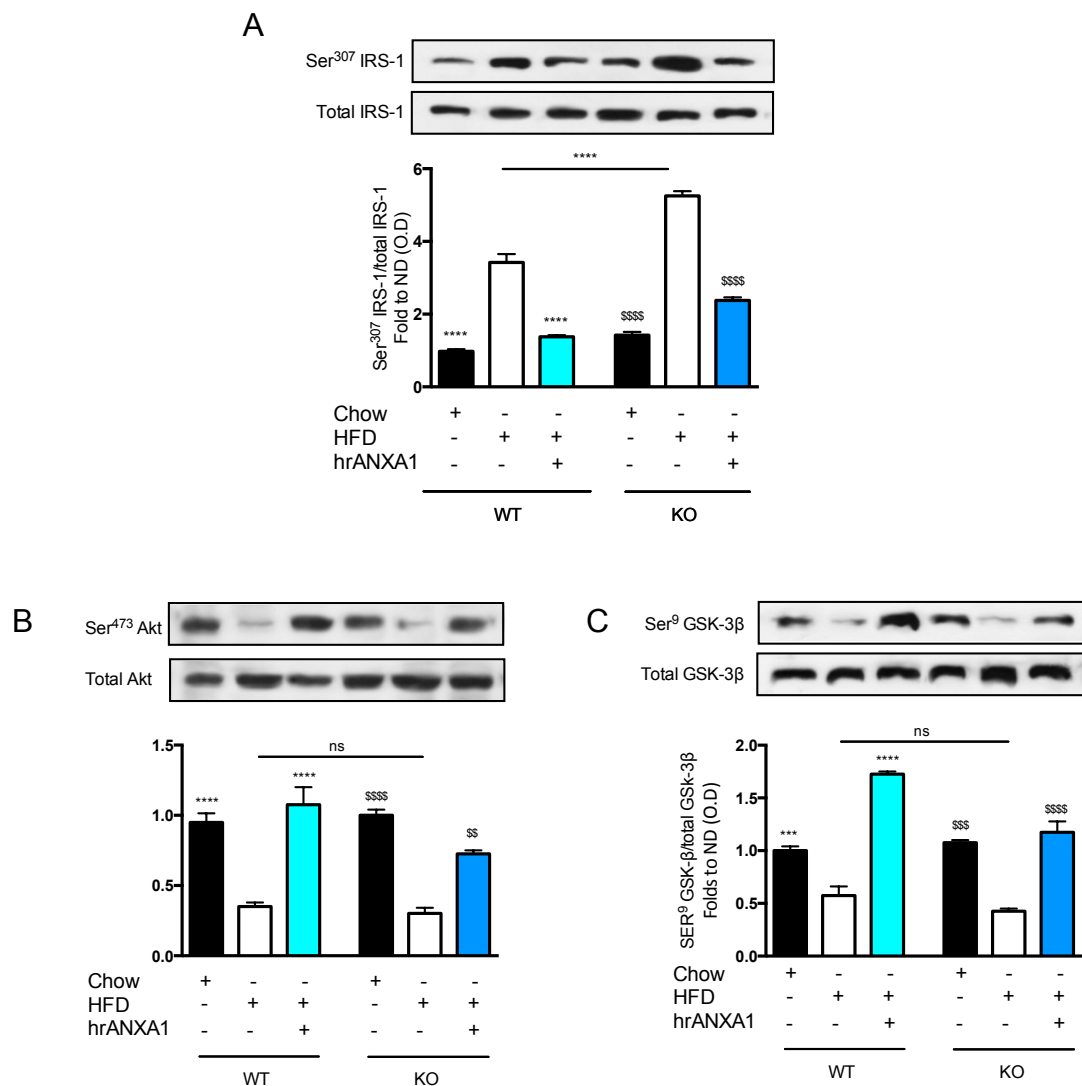 A
Ser³⁰⁷ IRS-1
Total IRS-1
Ser³⁰⁷ IRS-1/total IRS-1
Fold to ND (O.D)
6
4
2
0
****
**** **** $$$$ $$$$
Chow + - - + - -
HFD - + + - + +
hrANXA1 - - + - - +
WT KO
B
Ser⁴⁷³ Akt
Total Akt
1.5
1.0
0.5
0.0
ns
**** **** $$$$ $$
Chow + - - + - -
HFD - + + - + +
hrANXA1 - - + - - +
WT KO
C
Ser⁹ GSK-3β
Total GSK-3β
SER⁹ GSK-β/total GSK-3β
Folds to ND (O.D)
2.0
1.5
1.0
0.5
0.0
ns
*** **** $$$ $$$$
Chow + - - + - -
HFD - + + - + +
hrANXA1 - - + - - +
WT KO